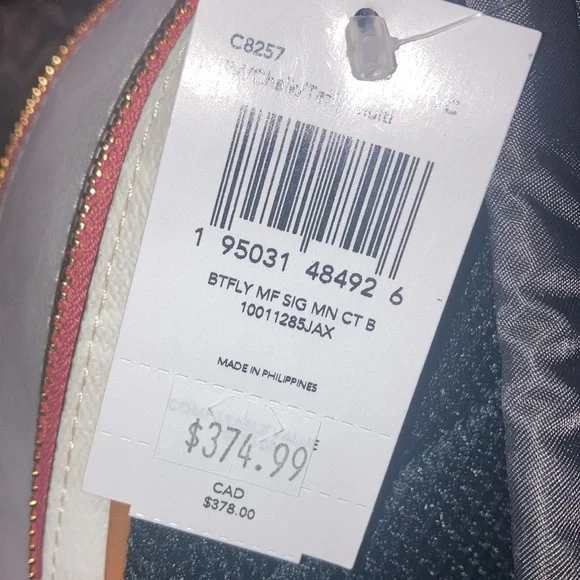 C8257
1 95031 48492 6
BTFLY MF SIG MN CT B
10011285JAX
MADE IN PHILIPPINES
$374.99
CAD
$378.00